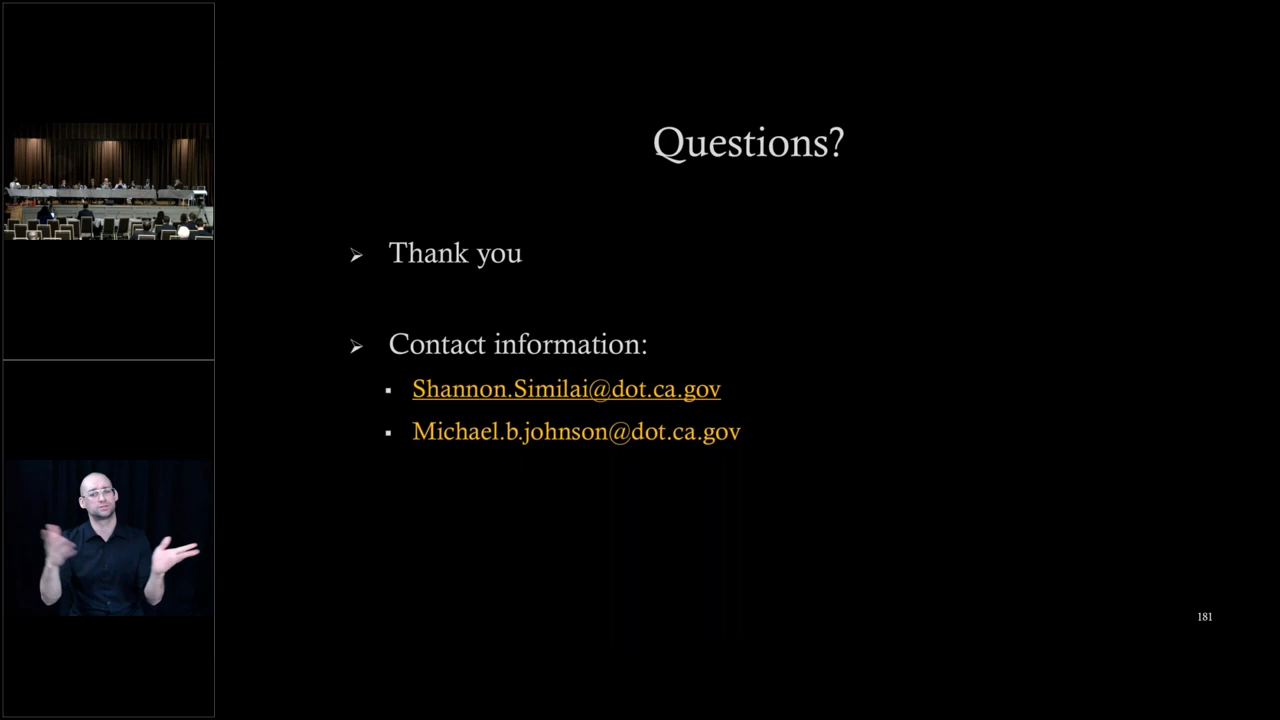 Questions?
Thank you
Contact information:
Shannon.Similai@dot.ca.gov
Michael.b.johnson@dot.ca.gov
181